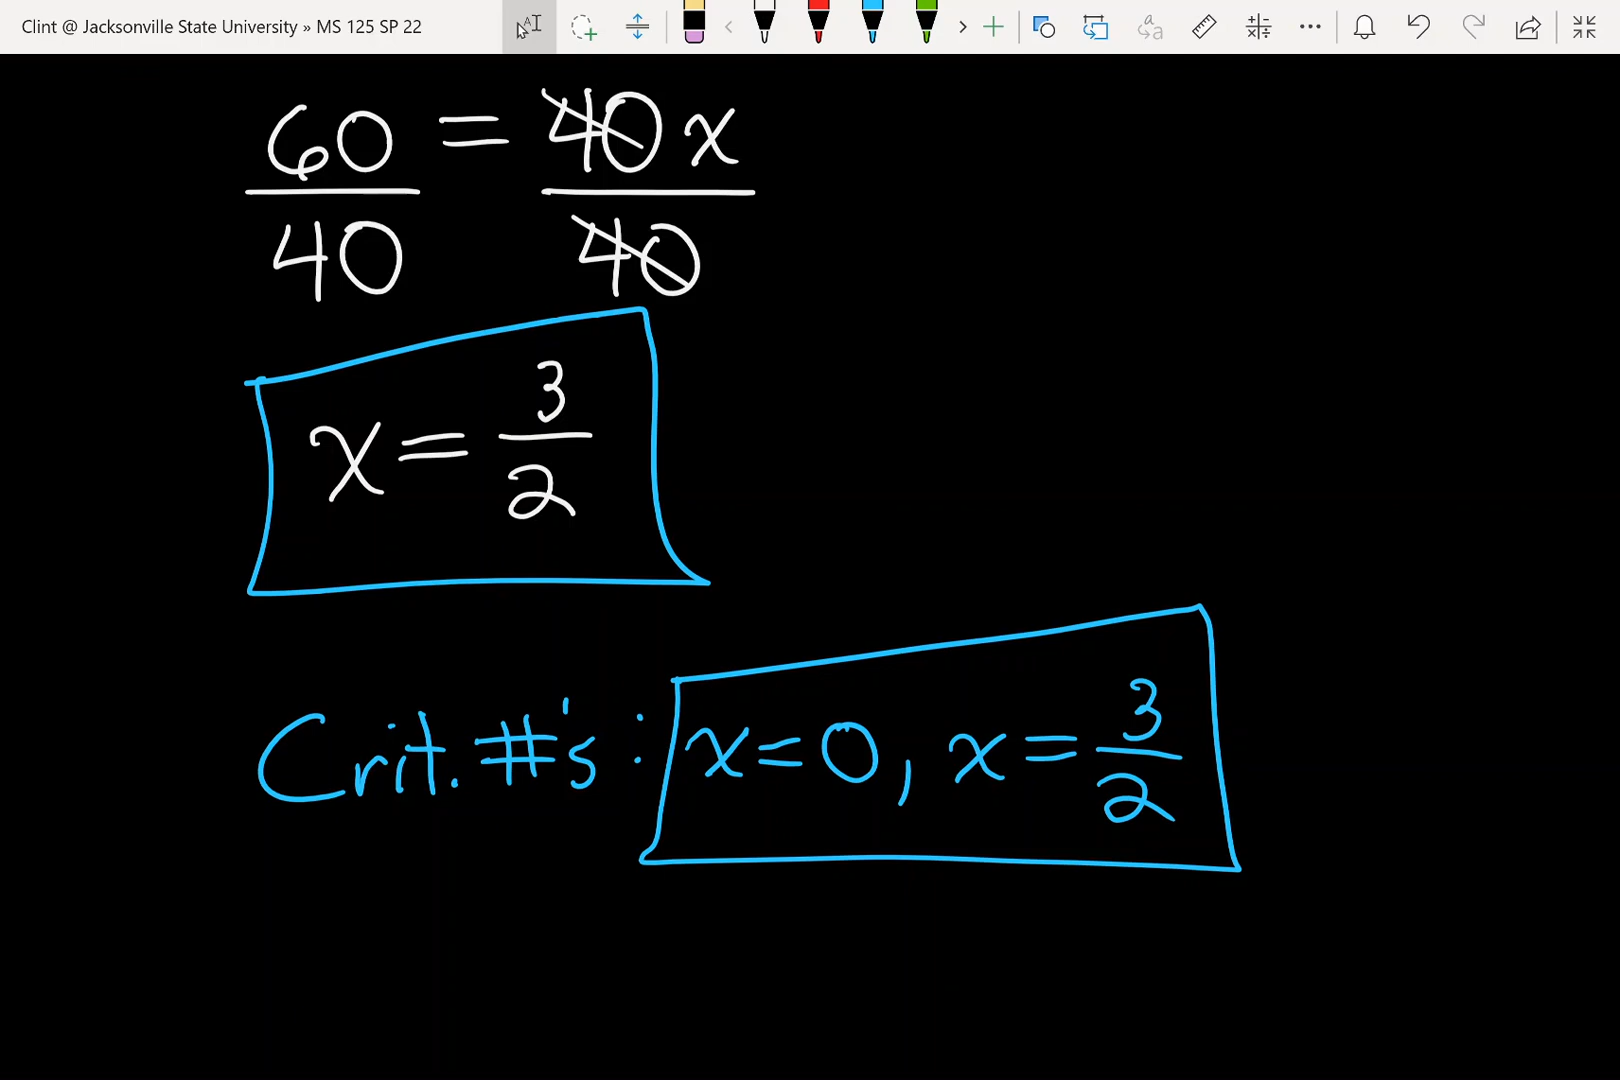 Clint @ Jacksonville State University » MS 125 SP 22
60/40 = 40x/40
x = 3/2
Crit. #'s : x=0, x= 3/2